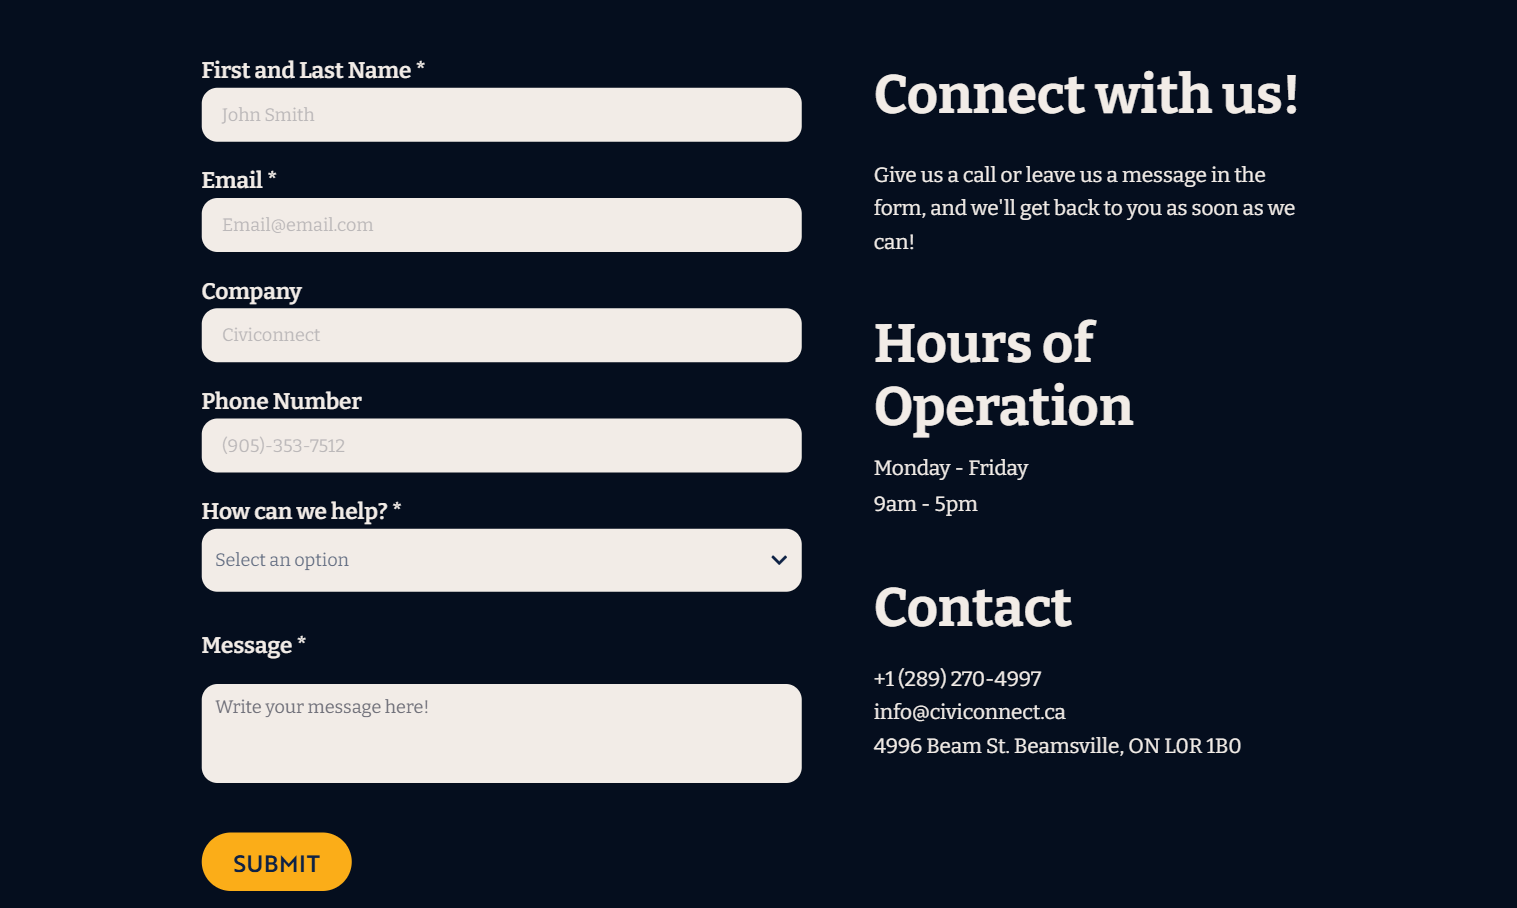 First and Last Name *
John Smith
Email *
Email@email.com
Company
Civiconnect
Phone Number
(905)-353-7512
How can we help? *
Select an option
Message *
Write your message here!
SUBMIT
Connect with us!
Give us a call or leave us a message in the
form, and we'll get back to you as soon as we
can!
Hours of
Operation
Monday - Friday
9am - 5pm
Contact
+1 (289) 270-4997
info@civiconnect.ca
4996 Beam St. Beamsville, ON L0R 1B0